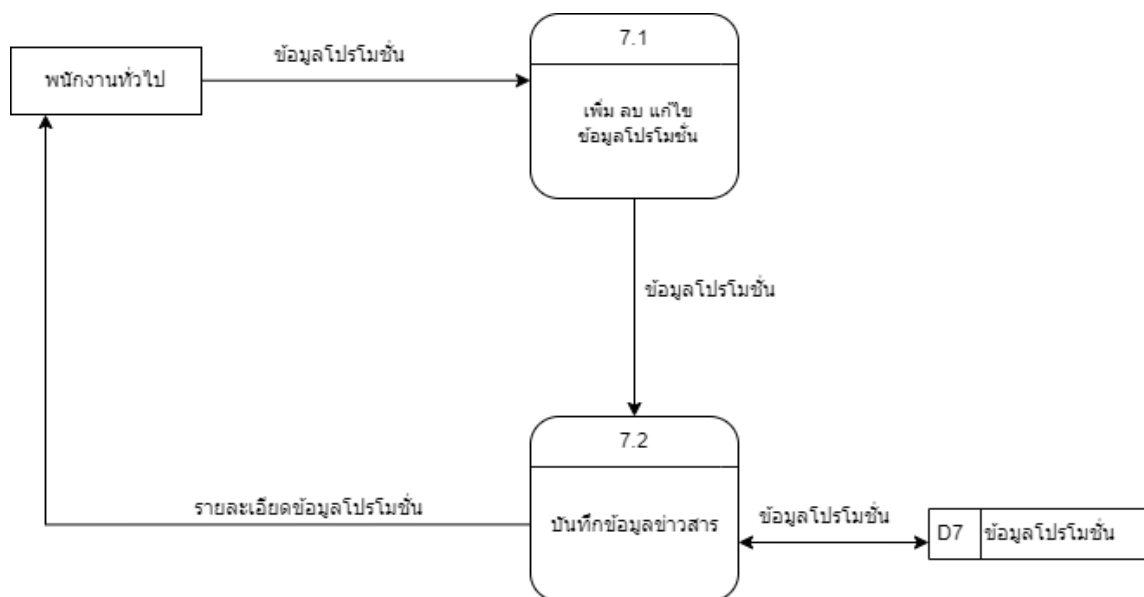 ข้อมูลโปรโมชั่น
7.1
พนักงานทั่วไป
เพิ่ม ลบ แก้ไข
ข้อมูลโปรโมชั่น
ข้อมูลโปรโมชั่น
7.2
รายละเอียดข้อมูลโปรโมชั่น
บันทึกข้อมูลข่าวสาร
ข้อมูลโปรโมชั่น
D7 ข้อมูลโปรโมชั่น